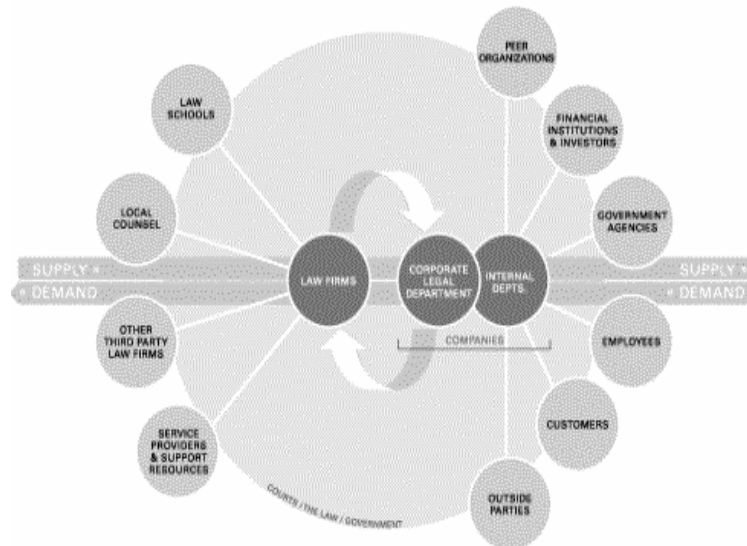 PEER
ORGANIZATIONS
LAW
SCHOOLS
FINANCIAL
INSTITUTIONS
& INVESTORS
LOCAL
COUNSEL
GOVERNMENT
AGENCIES
SUPPLY »
« DEMAND
LAW FIRMS
CORPORATE
LEGAL
DEPARTMENT
INTERNAL
DEPTS.
SUPPLY »
« DEMAND
COMPANIES
OTHER
THIRD PARTY
LAW FIRMS
EMPLOYEES
SERVICE
PROVIDERS
& SUPPORT
RESOURCES
CUSTOMERS
OUTSIDE
PARTIES
COURTS / THE LAW / GOVERNMENT